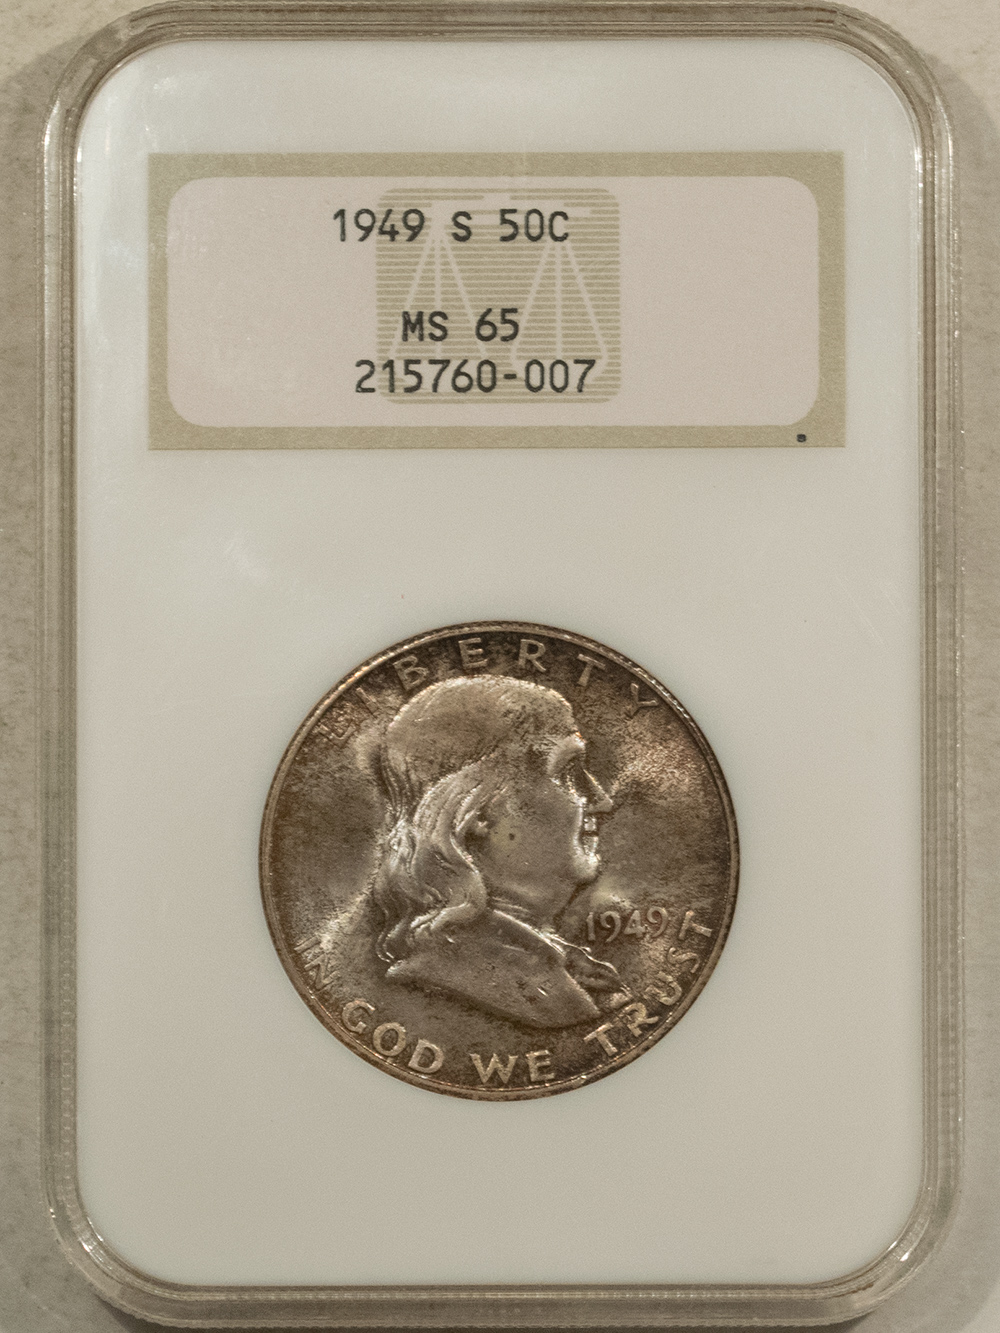 1949 S 50C
MS 65
215760-007
LIBERTY
1949
IN GOD WE TRUST